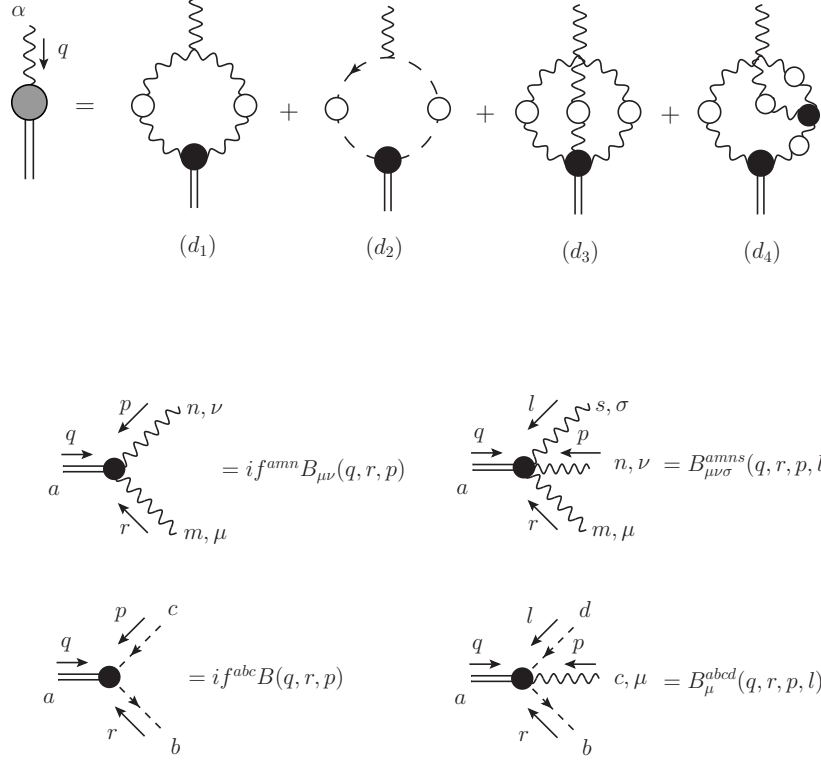 α
q
= + + +
(d₁) (d₂) (d₃) (d₄)
p n, ν l s, σ
q q p
= if^{amn}B_{μν}(q, r, p) n, ν = B^{amns}_{μνσ}(q, r, p, l
a a
r m, μ r m, μ
p c l d
q q p
= if^{abc}B(q, r, p) c, μ = B^{abcd}_{μ}(q, r, p, l)
a a
r b r b